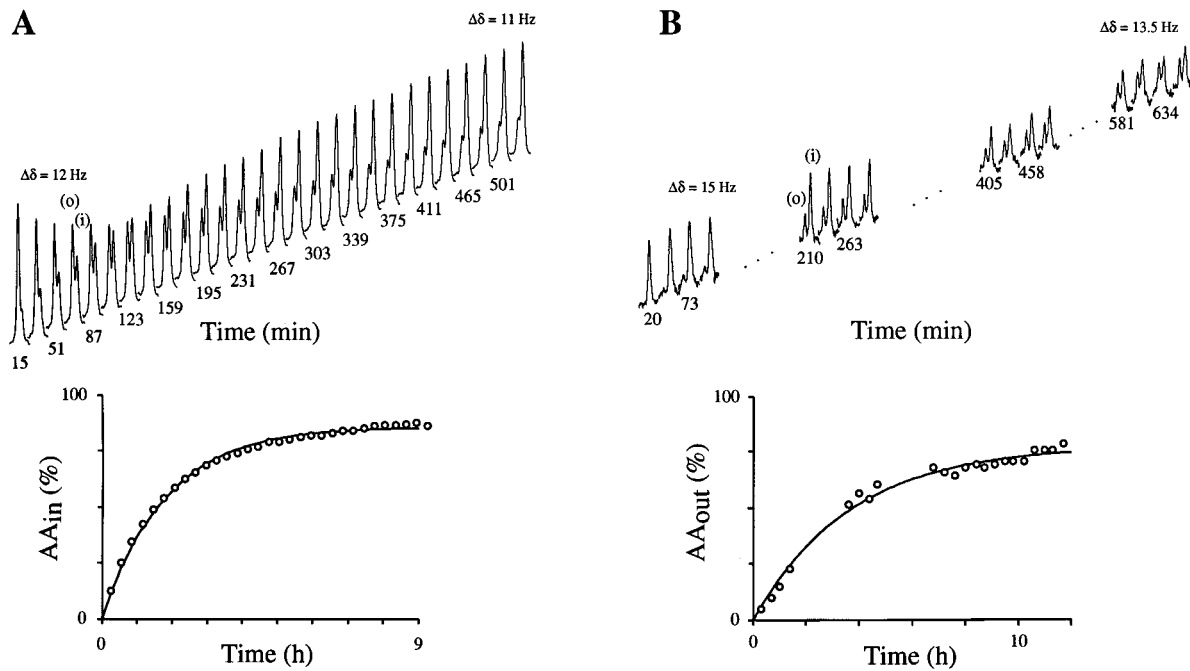 A
Δδ = 11 Hz
Δδ = 12 Hz
(o)
(i)
15
51
87
123
159
195
231
267
303
339
375
411
465
501
Time (min)
100
0
AAin (%)
0
9
Time (h)
B
Δδ = 13.5 Hz
Δδ = 15 Hz
(i)
(o)
20
73
210
263
405
458
581
634
Time (min)
100
0
AAout (%)
0
10
Time (h)